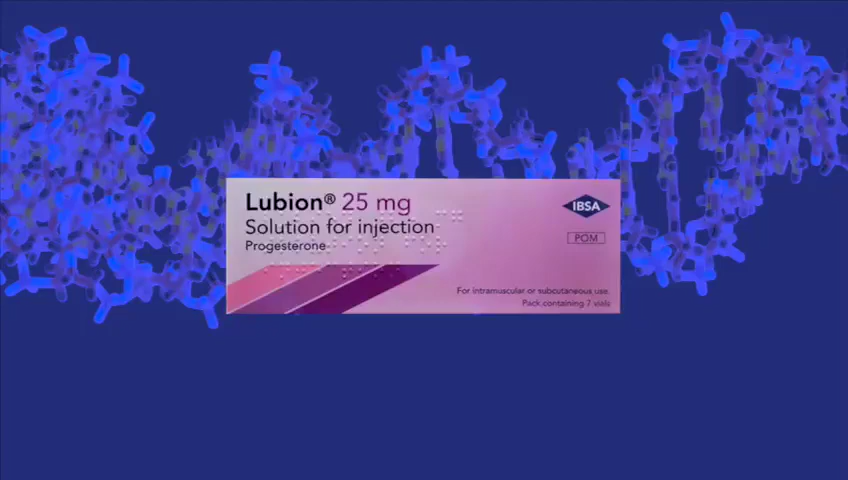 Lubion® 25 mg
Solution for injection
Progesterone
IBSA
POM
For intramuscular or subcutaneous use.
Pack containing 7 vials